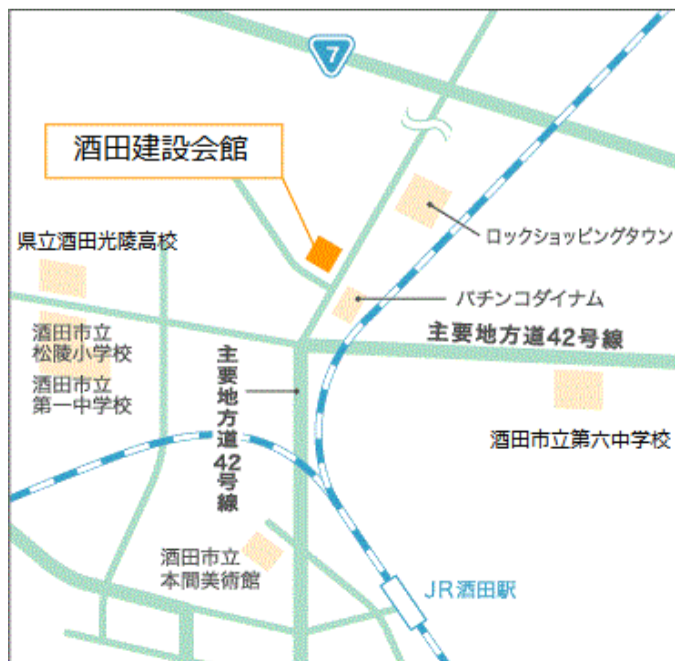 7
酒田建設会館
県立酒田光陵高校
ロックショッピングタウン
パチンコダイナム
主要地方道42号線
酒田市立
松陵小学校
酒田市立
第一中学校
主要地方道42号線
酒田市立第六中学校
酒田市立
本間美術館
JR酒田駅